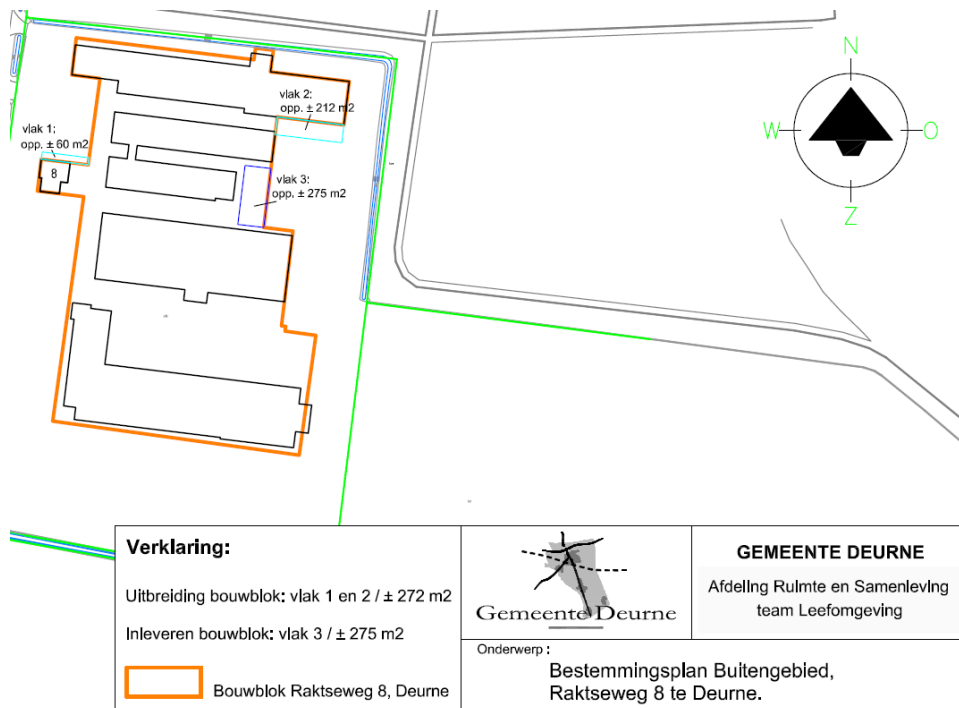 N
W
O
Z
vlak 2:
opp. ± 212 m2
vlak 1:
opp. ± 60 m2
8
vlak 3:
opp. ± 275 m2
Verklaring:
Uitbreiding bouwblok: vlak 1 en 2 / ± 272 m2
Inleveren bouwblok: vlak 3 / ± 275 m2
Bouwblok Raktseweg 8, Deurne
Gemeente Deurne
GEMEENTE DEURNE
Afdeling Ruimte en Samenleving
team Leefomgeving
Onderwerp :
Bestemmingsplan Buitengebied,
Raktseweg 8 te Deurne.